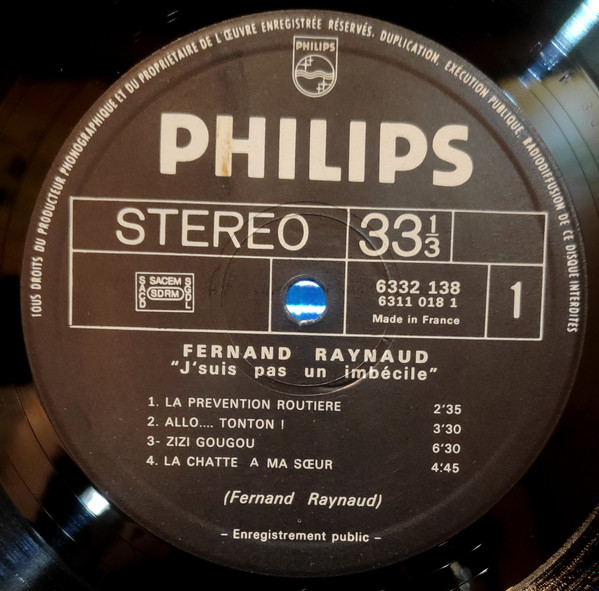 TOUS DROITS DU PRODUCTEUR PHONOGRAPHIQUE ET DU PROPRIÉTAIRE DE L'ŒUVRE ENREGISTRÉE RÉSERVÉS. DUPLICATION, EXÉCUTION PUBLIQUE, RADIODIFFUSION DE CE DISQUE INTERDITES
PHILIPS
PHILIPS
STEREO 33 1/3
SACEM
SACD SDRM SGDL
6332 138
6311 018 1
Made in France
1
FERNAND RAYNAUD
"J'suis pas un imbécile"
1. LA PREVENTION ROUTIERE 2'35
2. ALLO.... TONTON ! 3'30
3- ZIZI GOUGOU 6'30
4. LA CHATTE A MA SŒUR 4'.45
(Fernand Raynaud)
– Enregistrement public –